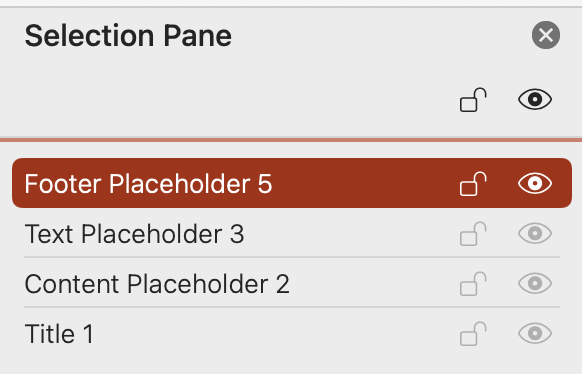 Selection Pane
Footer Placeholder 5
Text Placeholder 3
Content Placeholder 2
Title 1